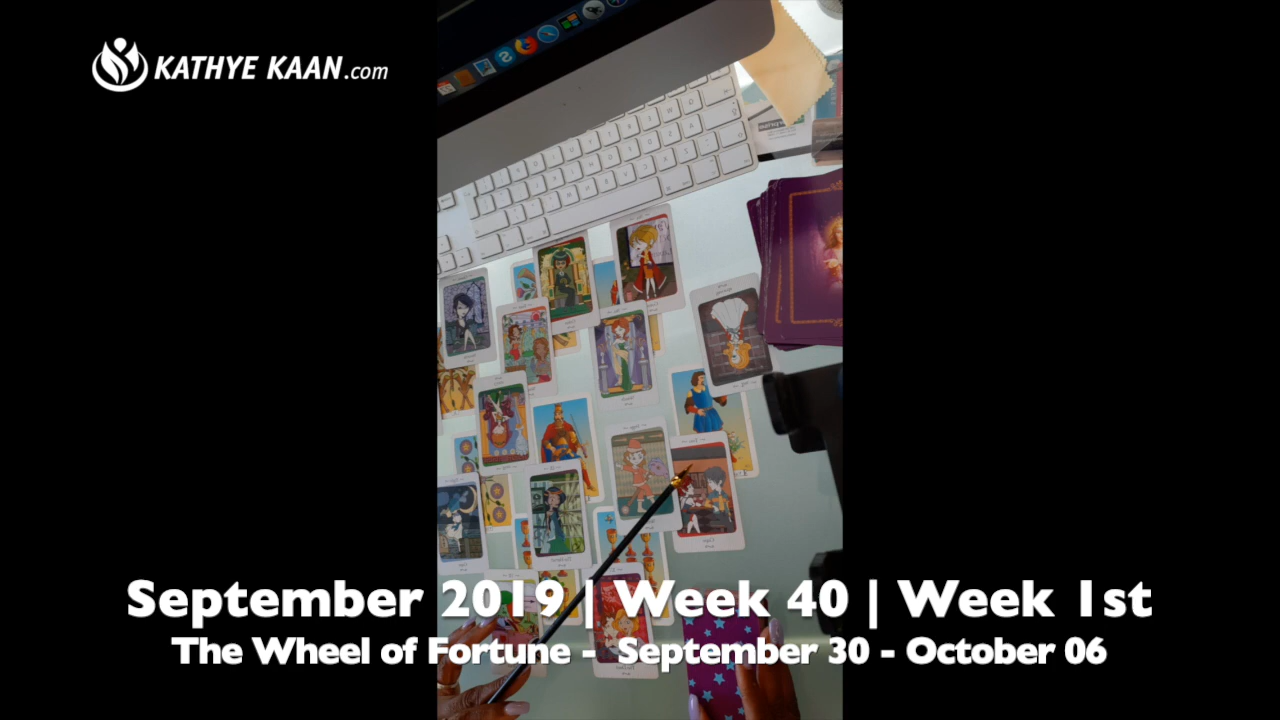 KATHYE KAAN.com
September 2019 | Week 40 | Week 1st
The Wheel of Fortune - September 30 - October 06